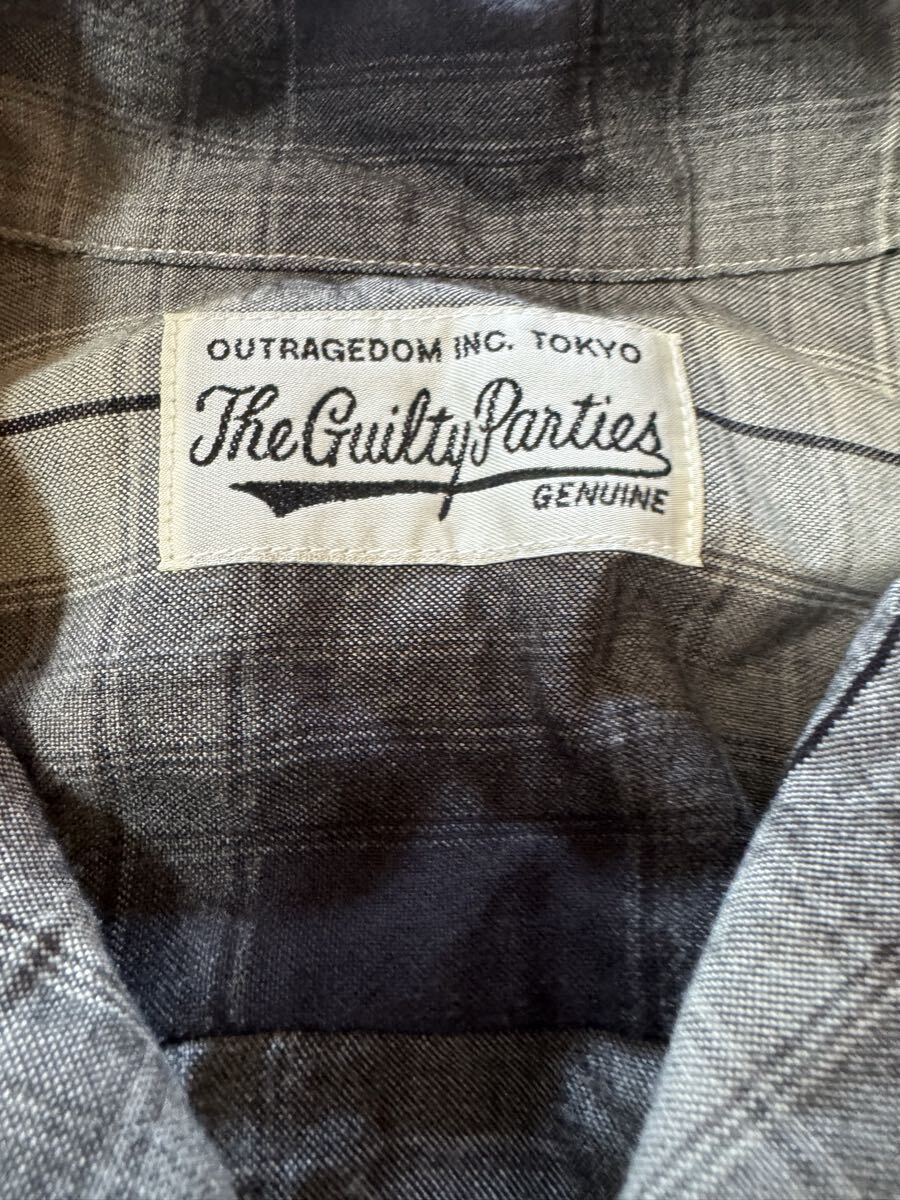 OUTRAGEDOM INC. TOKYO
The Guilty Parties
GENUINE